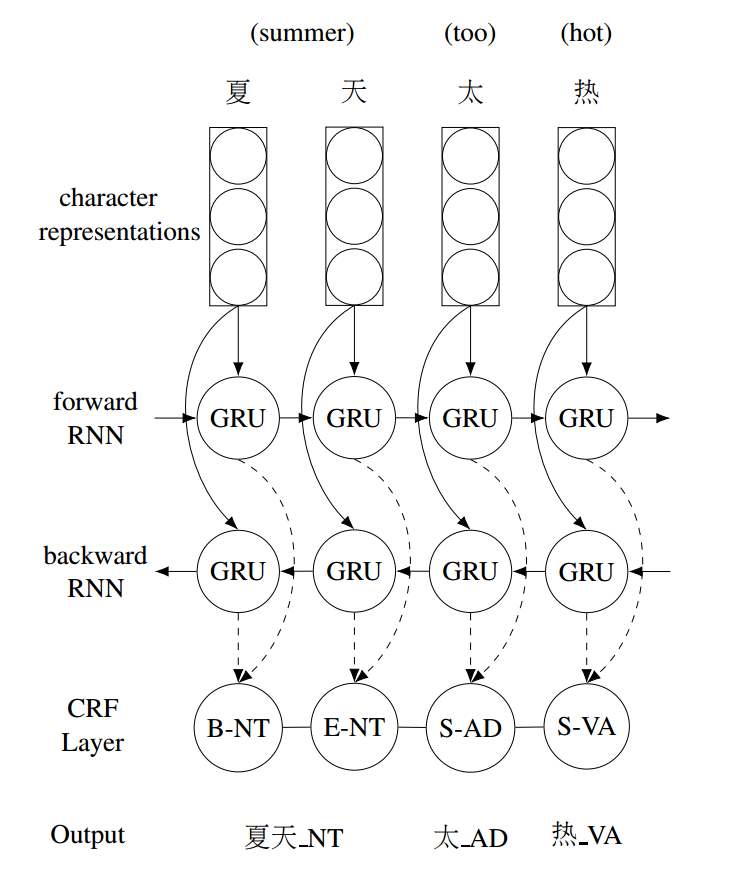 (summer) (too) (hot)
夏 天 太 热
character
representations
forward
RNN
GRU GRU GRU GRU
backward
RNN
GRU GRU GRU GRU
CRF
Layer
B-NT E-NT S-AD S-VA
Output 夏天_NT 太_AD 热_VA